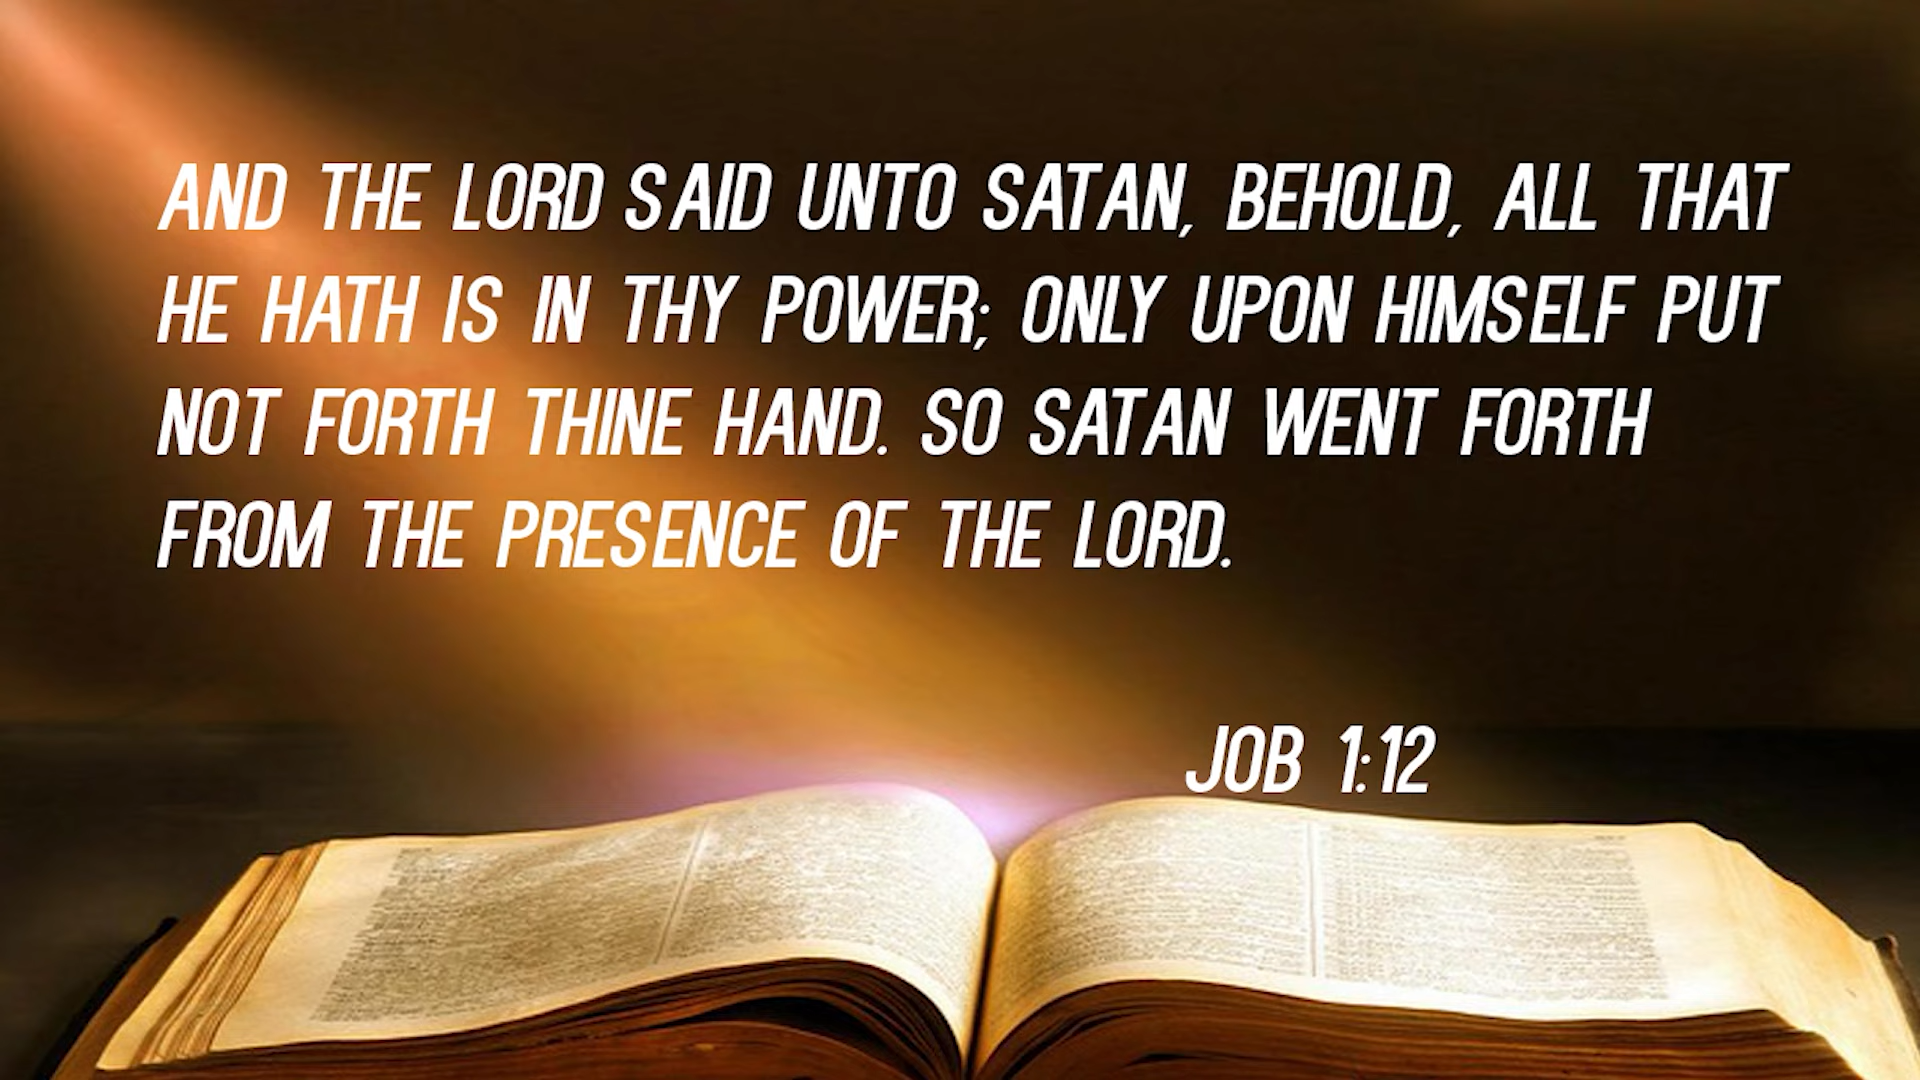 AND THE LORD SAID UNTO SATAN, BEHOLD, ALL THAT
HE HATH IS IN THY POWER; ONLY UPON HIMSELF PUT
NOT FORTH THINE HAND. SO SATAN WENT FORTH
FROM THE PRESENCE OF THE LORD.
JOB 1:12